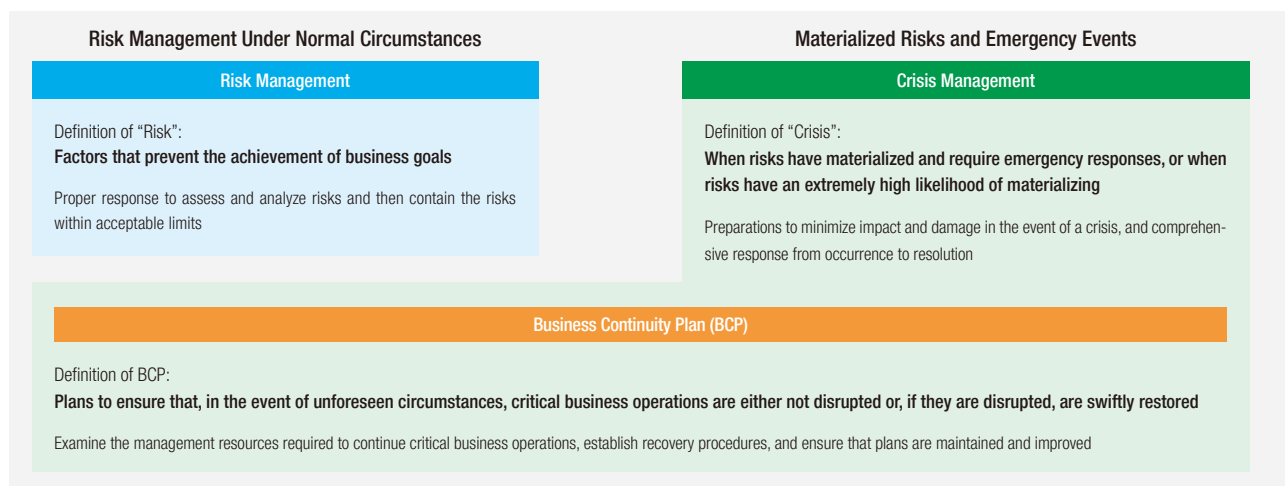 Risk Management Under Normal Circumstances
Risk Management
Definition of “Risk”:
Factors that prevent the achievement of business goals
Proper response to assess and analyze risks and then contain the risks
within acceptable limits
Materialized Risks and Emergency Events
Crisis Management
Definition of “Crisis”:
When risks have materialized and require emergency responses, or when
risks have an extremely high likelihood of materializing
Preparations to minimize impact and damage in the event of a crisis, and comprehen-
sive response from occurrence to resolution
Business Continuity Plan (BCP)
Definition of BCP:
Plans to ensure that, in the event of unforeseen circumstances, critical business operations are either not disrupted or, if they are disrupted, are swiftly restored
Examine the management resources required to continue critical business operations, establish recovery procedures, and ensure that plans are maintained and improved